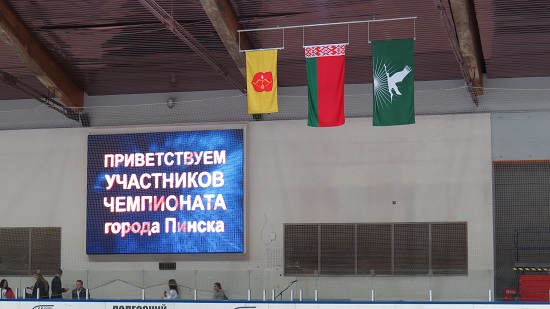 ПРИВЕТСТВУЕМ
УЧАСТНИКОВ
ЧЕМПИОНАТА
города Пинска